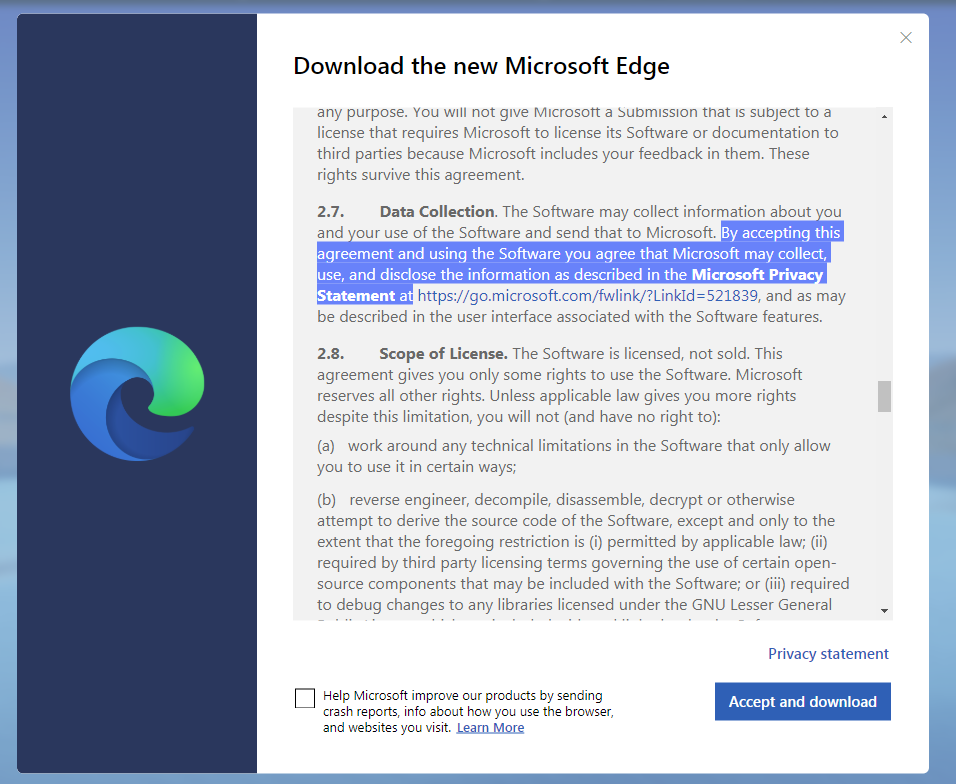 Download the new Microsoft Edge
any purpose. You will not give Microsoft a Submission that is subject to a
license that requires Microsoft to license its Software or documentation to
third parties because Microsoft includes your feedback in them. These
rights survive this agreement.
2.7. Data Collection. The Software may collect information about you
and your use of the Software and send that to Microsoft. By accepting this
agreement and using the Software you agree that Microsoft may collect,
use, and disclose the information as described in the Microsoft Privacy
Statement at https://go.microsoft.com/fwlink/?LinkId=521839, and as may
be described in the user interface associated with the Software features.
2.8. Scope of License. The Software is licensed, not sold. This
agreement gives you only some rights to use the Software. Microsoft
reserves all other rights. Unless applicable law gives you more rights
despite this limitation, you will not (and have no right to):
(a) work around any technical limitations in the Software that only allow
you to use it in certain ways;
(b) reverse engineer, decompile, disassemble, decrypt or otherwise
attempt to derive the source code of the Software, except and only to the
extent that the foregoing restriction is (i) permitted by applicable law; (ii)
required by third party licensing terms governing the use of certain open-
source components that may be included with the Software; or (iii) required
to debug changes to any libraries licensed under the GNU Lesser General
Privacy statement
Help Microsoft improve our products by sending
crash reports, info about how you use the browser,
and websites you visit. Learn More
Accept and download